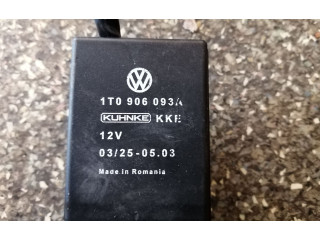 1T0 906 093A
KUHNKE KKE
12V
03/25-05.03
Made in Romania